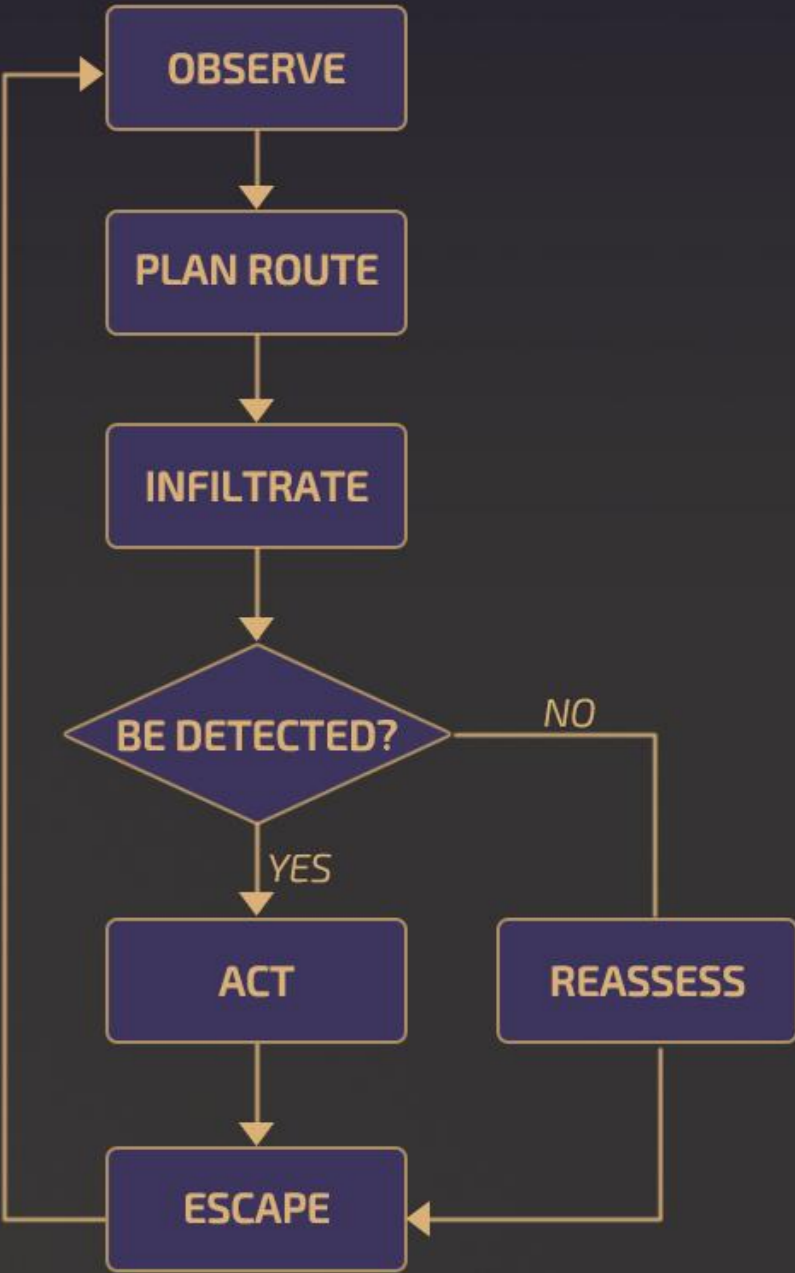 OBSERVE
PLAN ROUTE
INFILTRATE
BE DETECTED?
NO
YES
ACT
REASSESS
ESCAPE